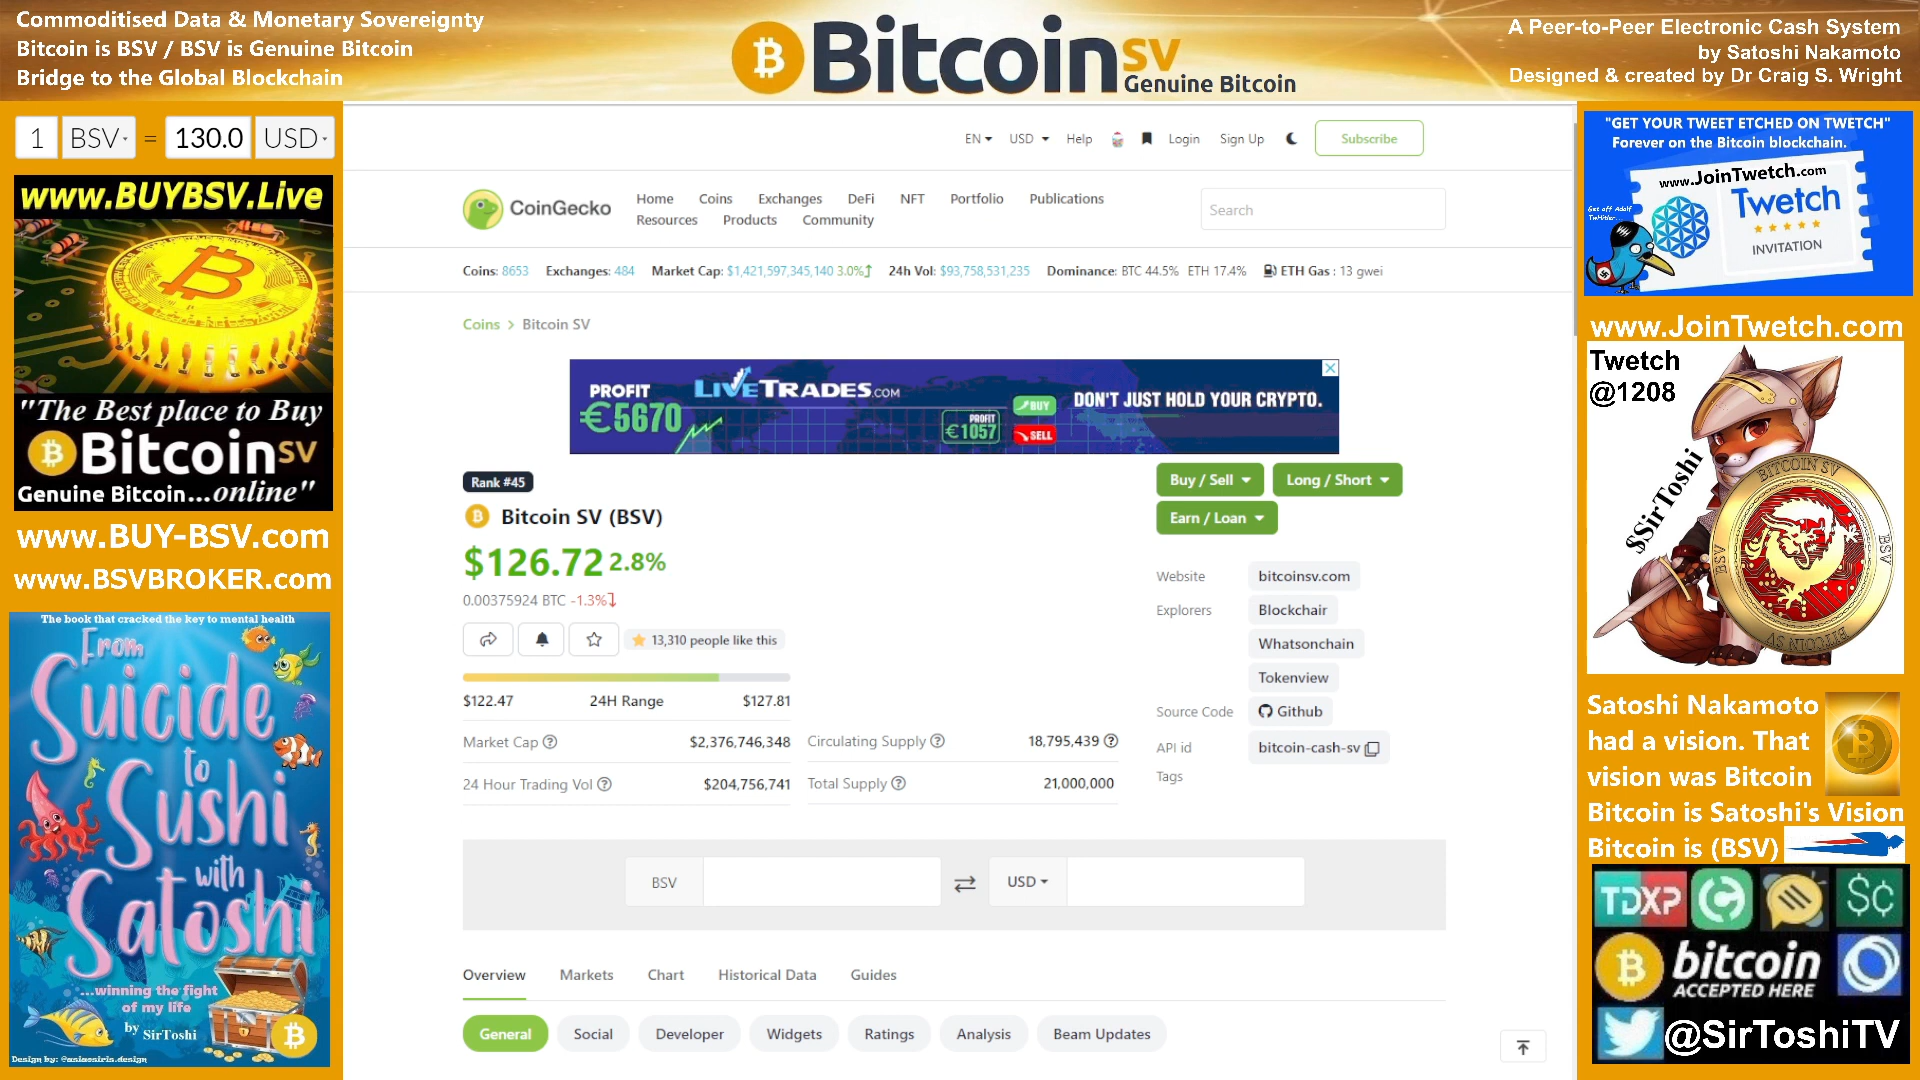 Commoditised Data & Monetary Sovereignty
Bitcoin is BSV / BSV is Genuine Bitcoin
Bridge to the Global Blockchain
BitcoinSV
Genuine Bitcoin
A Peer-to-Peer Electronic Cash System
by Satoshi Nakamoto
Designed & created by Dr Craig S. Wright
1 BSV = 130.0 USD
www.BUYBSV.Live
"The Best place to Buy
BitcoinSV
Genuine Bitcoin...online"
www.BUY-BSV.com
www.BSVBROKER.com
The book that cracked the key to mental health
From
Suicide
to
Sushi
with
Satoshi
...winning the fight
of my life
by SirToshi
EN USD Help Login Sign Up Subscribe
CoinGecko
Home Coins Exchanges DeFi NFT Portfolio Publications
Resources Products Community
Search
Coins: 8653 Exchanges: 484 Market Cap: $1,421,597,345,140 3.0% 24h Vol: $93,758,531,235 Dominance: BTC 44.5% ETH 17.4% ETH Gas : 13 gwei
Coins > Bitcoin SV
PROFIT
€5670
LIVETRADES.COM
PROFIT
€1057
BUY
SELL
DON'T JUST HOLD YOUR CRYPTO.
Rank #45
Bitcoin SV (BSV)
$126.72 2.8%
0.00375924 BTC -1.3%
13,310 people like this
$122.47 24H Range $127.81
Market Cap $2,376,746,348
24 Hour Trading Vol $204,756,741
Circulating Supply 18,795,439
Total Supply 21,000,000
Buy / Sell Long / Short
Earn / Loan
Website bitcoinsv.com
Explorers Blockchair
Whatsonchain
Tokenview
Source Code Github
API id bitcoin-cash-sv
Tags
BSV USD
Overview Markets Chart Historical Data Guides
General Social Developer Widgets Ratings Analysis Beam Updates
"GET YOUR TWEET ETCHED ON TWETCH"
Forever on the Bitcoin blockchain.
www.JoinTwetch.com
Twetch
INVITATION
Get off Adolf
TwHitler...
www.JoinTwetch.com
Twetch
@1208
$SirToshi
BITCOIN SV
BSV
BSV
BITCOIN SV
Satoshi Nakamoto
had a vision. That
vision was Bitcoin
Bitcoin is Satoshi's Vision
Bitcoin is (BSV)
TDXP
$C
bitcoin
ACCEPTED HERE
@SirToshiTV